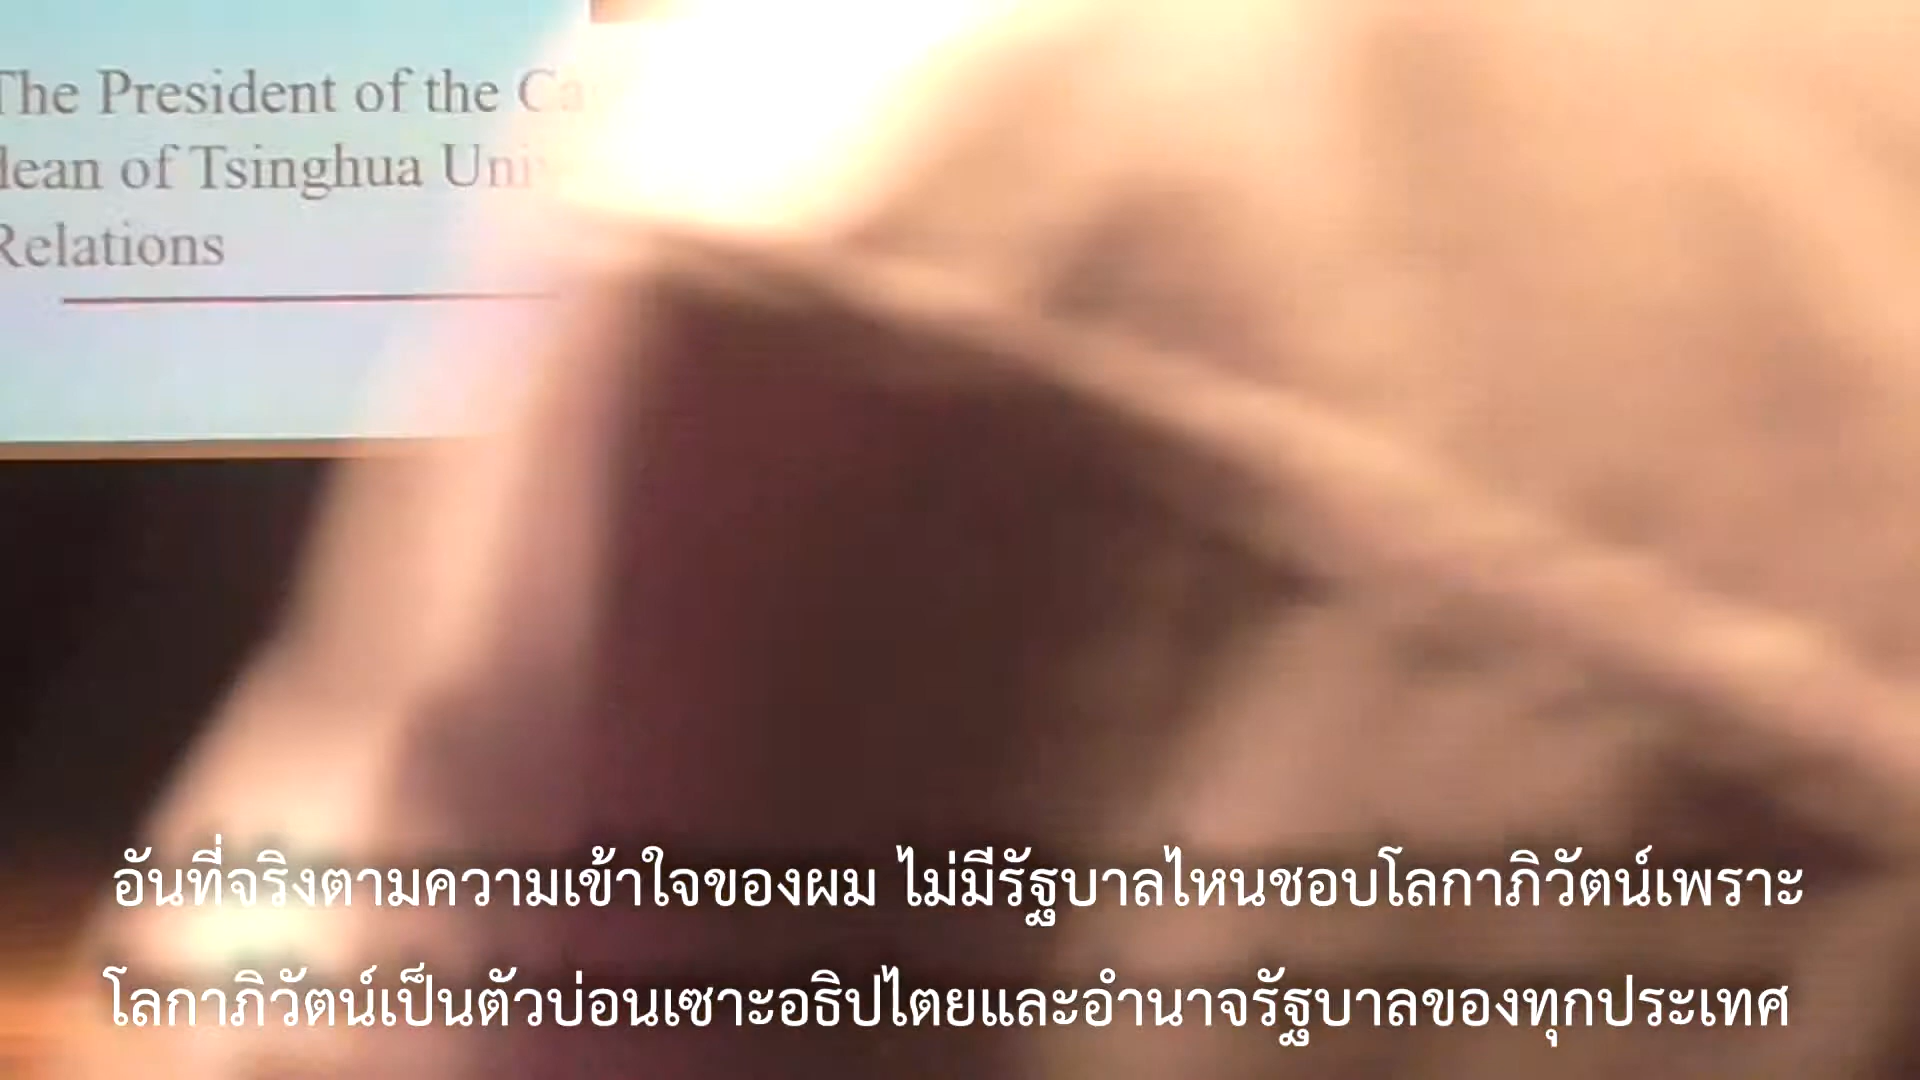 The President of the
of Tsinghua
Relations
อันที่จริงตามความเข้าใจของผม ไม่มีรัฐบาลไหนชอบโลกาภิวัตน์เพราะ
โลกาภิวัตน์เป็นตัวบ่อนเซาะอธิปไตยและอำนาจรัฐบาลของทุกประเทศ